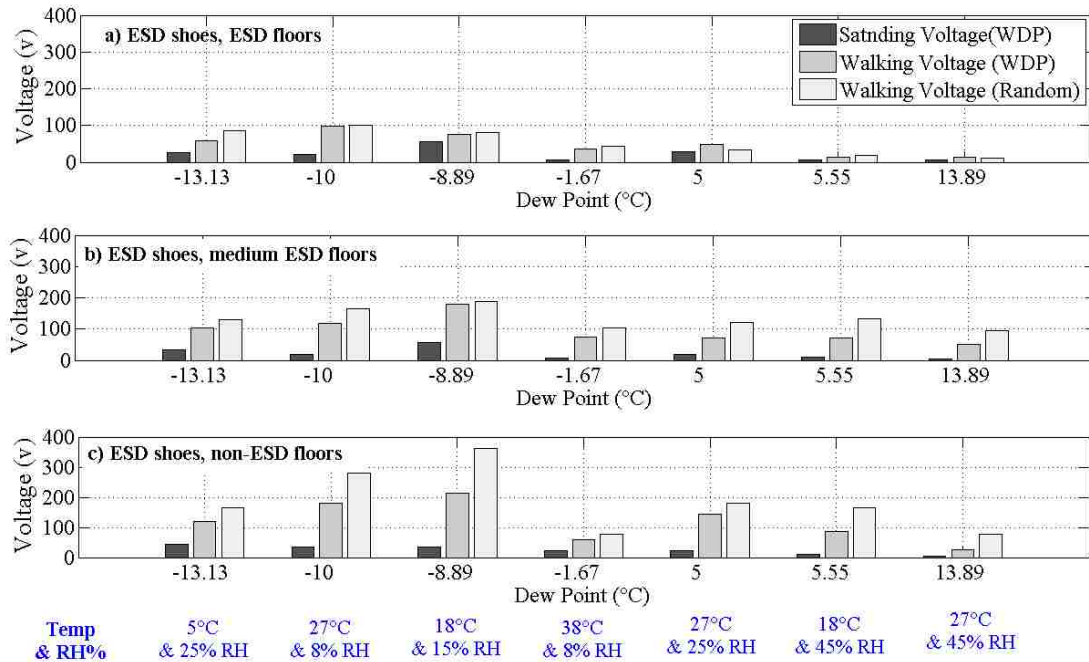 400
300
200
100
0
Voltage (v)
a) ESD shoes, ESD floors
Satnding Voltage(WDP)
Walking Voltage (WDP)
Walking Voltage (Random)
-13.13 -10 -8.89 -1.67 5 5.55 13.89
Dew Point (°C)
400
300
200
100
0
Voltage (v)
b) ESD shoes, medium ESD floors
-13.13 -10 -8.89 -1.67 5 5.55 13.89
Dew Point (°C)
400
300
200
100
0
Voltage (v)
c) ESD shoes, non-ESD floors
-13.13 -10 -8.89 -1.67 5 5.55 13.89
Dew Point (°C)
Temp 5°C 27°C 18°C 38°C 27°C 18°C 27°C
& RH% & 25% RH & 8% RH & 15% RH & 8% RH & 25% RH & 45% RH & 45% RH